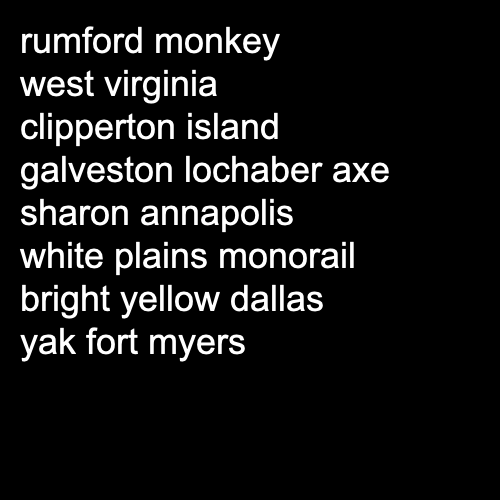 rumford monkey
west virginia
clipperton island
galveston lochaber axe
sharon annapolis
white plains monorail
bright yellow dallas
yak fort myers